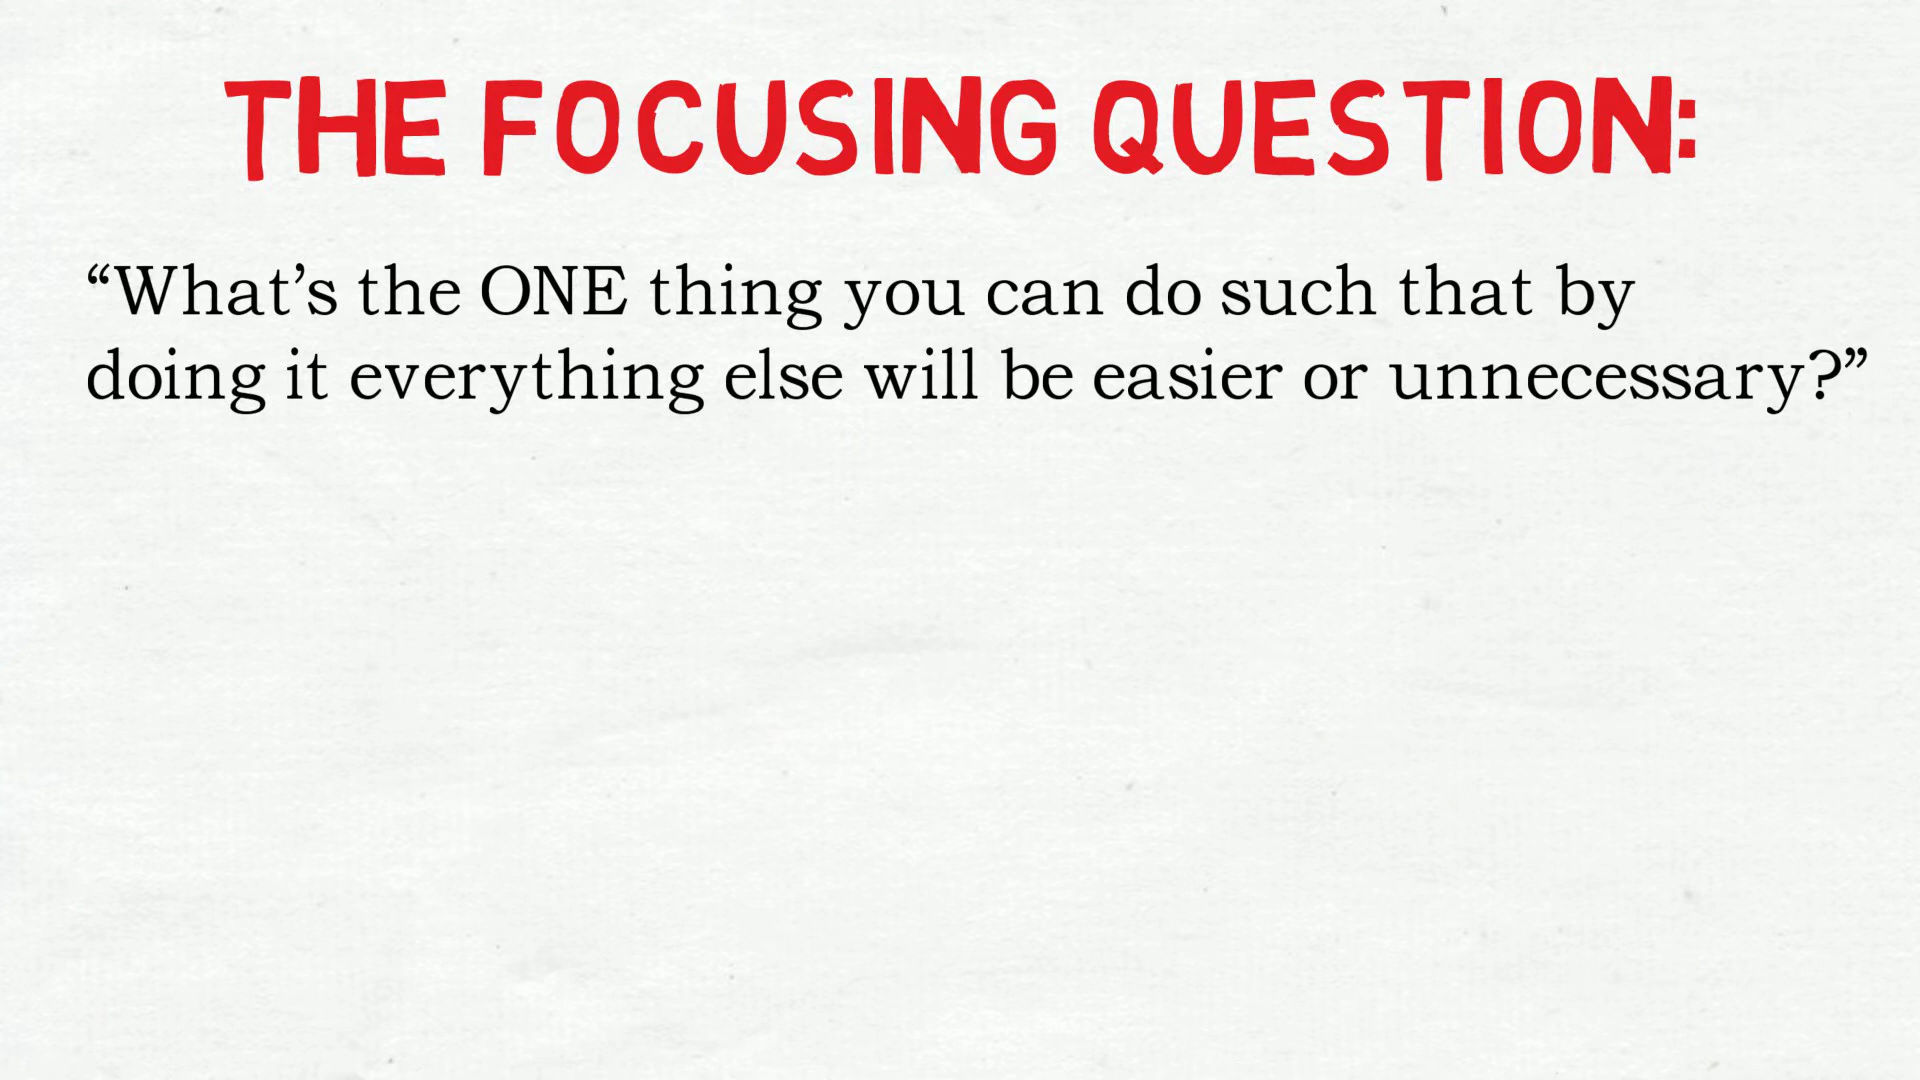 THE FOCUSING QUESTION:
“What’s the ONE thing you can do such that by
doing it everything else will be easier or unnecessary?”